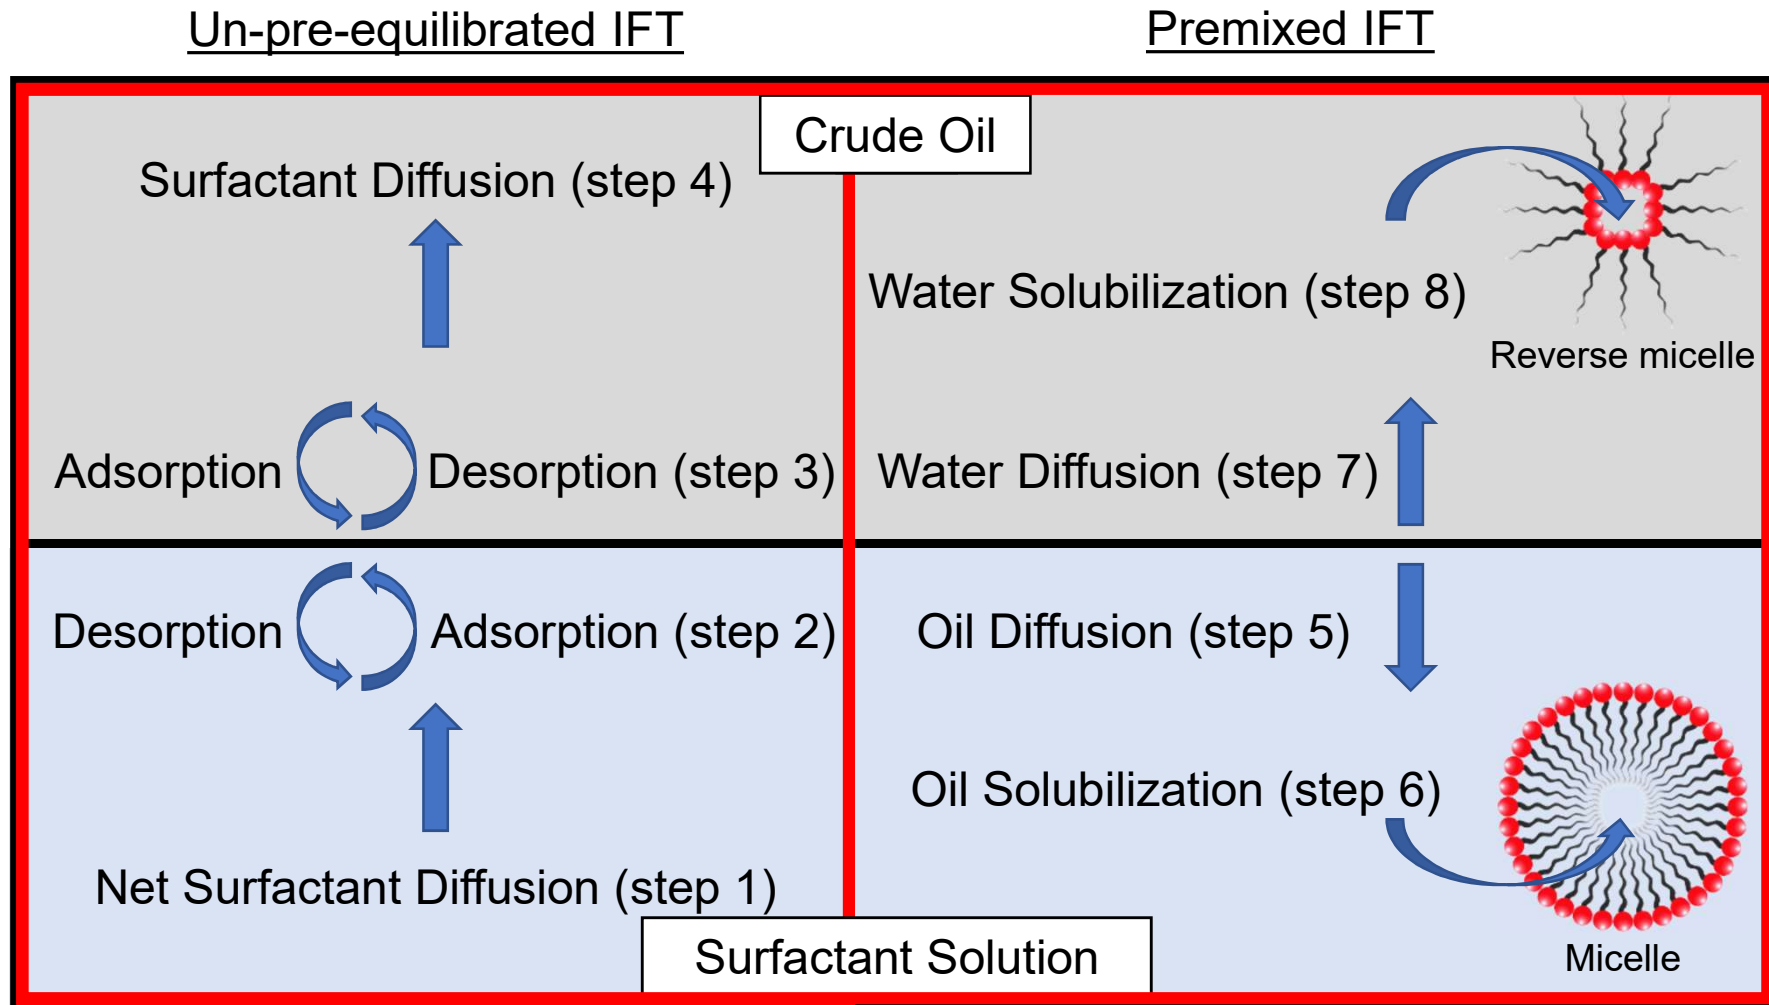 Un-pre-equilibrated IFT
Premixed IFT
Crude Oil
Surfactant Diffusion (step 4)
Adsorption
Desorption (step 3)
Desorption
Adsorption (step 2)
Net Surfactant Diffusion (step 1)
Water Solubilization (step 8)
Reverse micelle
Water Diffusion (step 7)
Oil Diffusion (step 5)
Oil Solubilization (step 6)
Micelle
Surfactant Solution